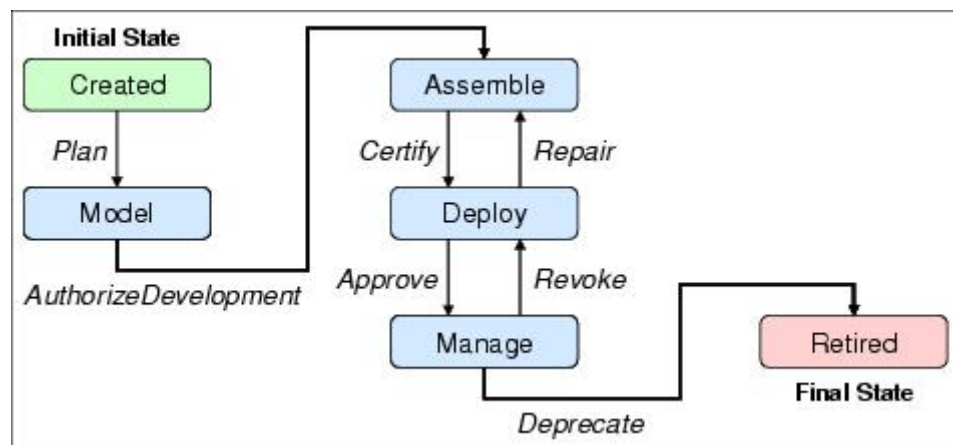 Initial State
Created
Assemble
Plan
Certify
Repair
Model
Deploy
AuthorizeDevelopment
Approve
Revoke
Manage
Retired
Final State
Deprecate